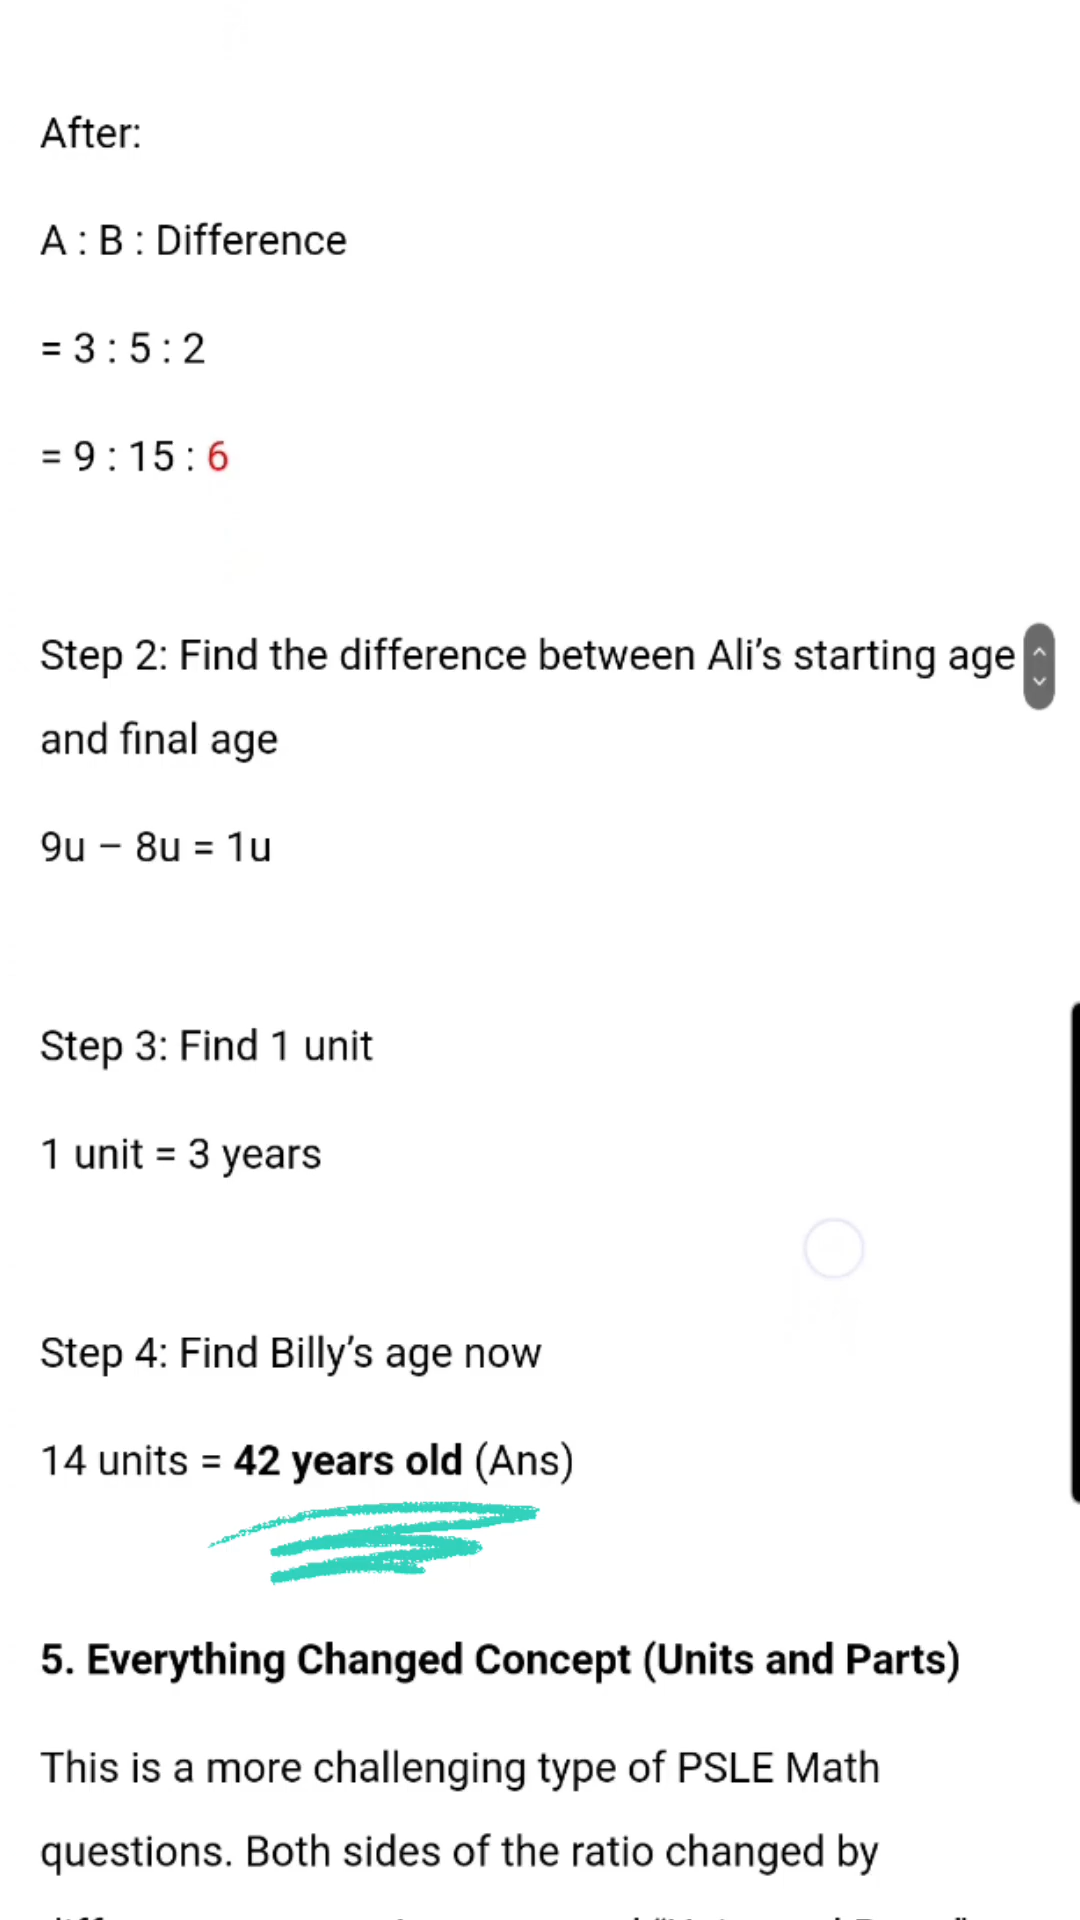 After:
A : B : Difference
= 3 : 5 : 2
= 9 : 15 : 6
Step 2: Find the difference between Ali’s starting age
and final age
9u – 8u = 1u
Step 3: Find 1 unit
1 unit = 3 years
Step 4: Find Billy’s age now
14 units = 42 years old (Ans)
5. Everything Changed Concept (Units and Parts)
This is a more challenging type of PSLE Math
questions. Both sides of the ratio changed by